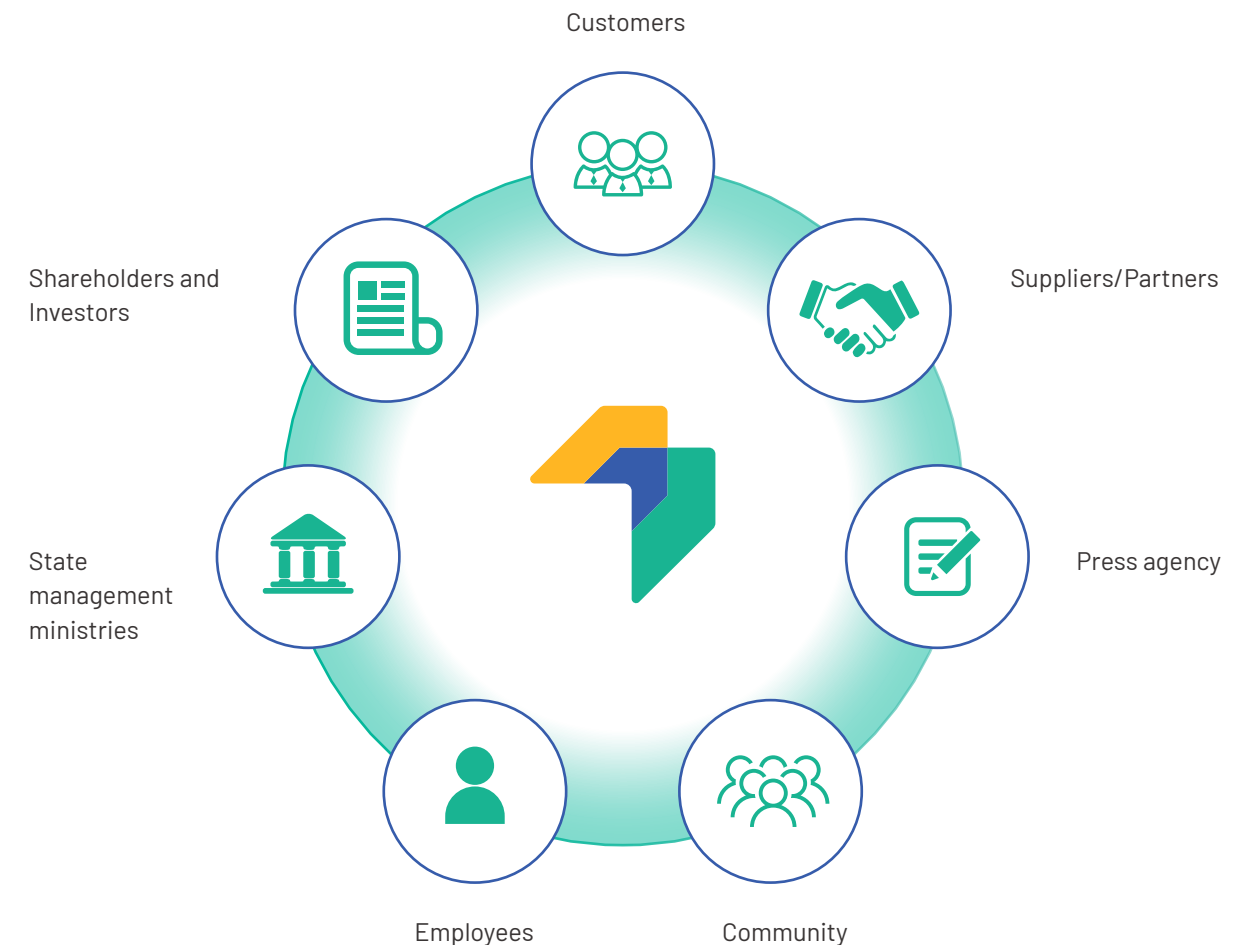 Customers
Shareholders and
Investors
Suppliers/Partners
State
management
ministries
Press agency
Employees
Community